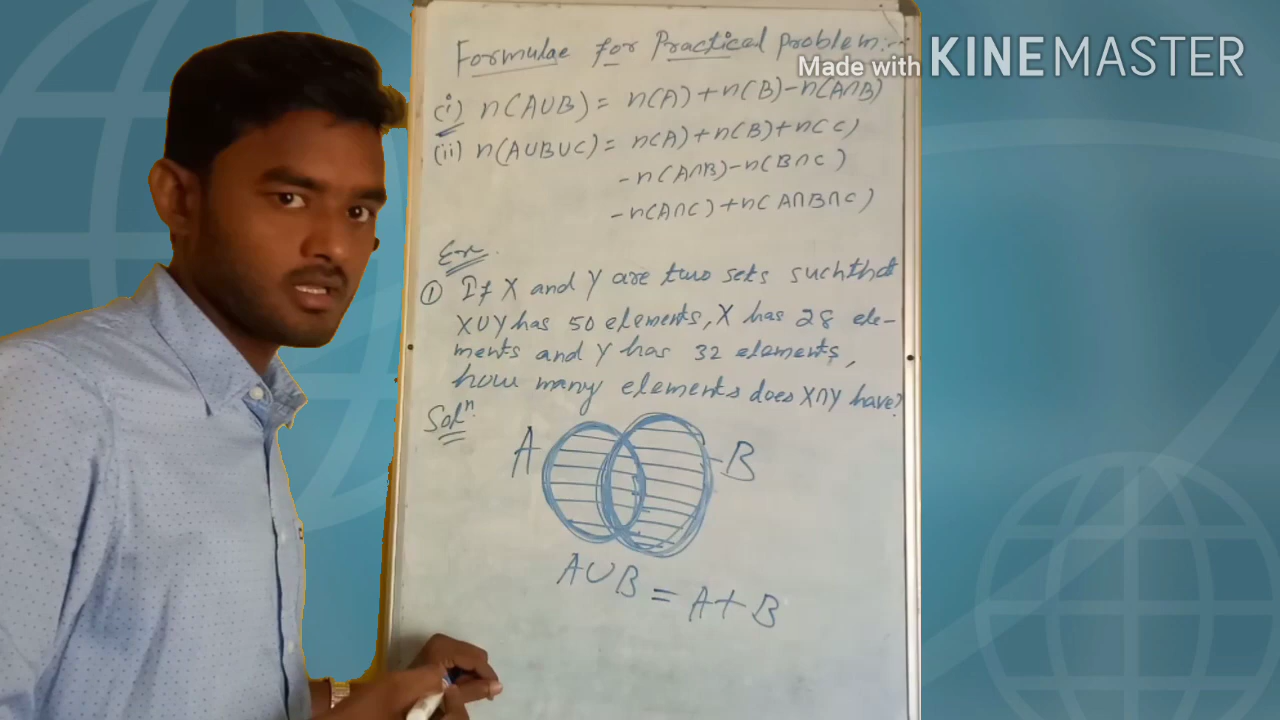 Formulae for Practical Problem:-
Made with KINEMASTER
(i) n(A∪B) = n(A)+n(B)-n(A∩B)
(ii) n(A∪B∪C) = n(A)+n(B)+n(C)
-n(A∩B)-n(B∩C)
-n(A∩C)+n(A∩B∩C)
Ex
① If X and Y are two sets such that
X∪Y has 50 elements, X has 28 ele-
ments and Y has 32 elements,
how many elements does X∩Y have?
Solⁿ:
A B
A∪B = A+B